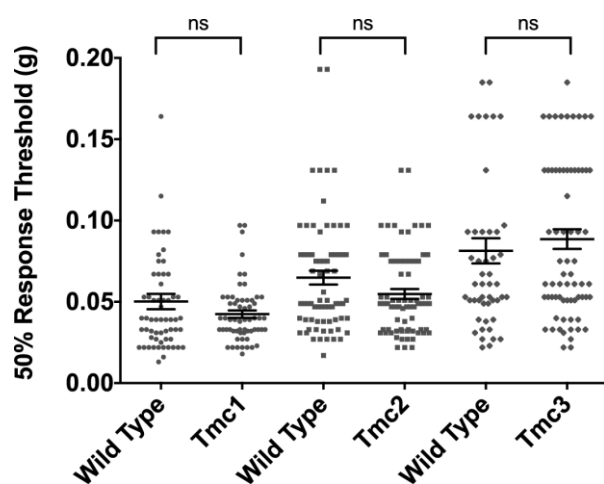 ns ns ns
50% Response Threshold (g)
0.20
0.15
0.10
0.05
0.00
Wild Type Tmc1 Wild Type Tmc2 Wild Type Tmc3